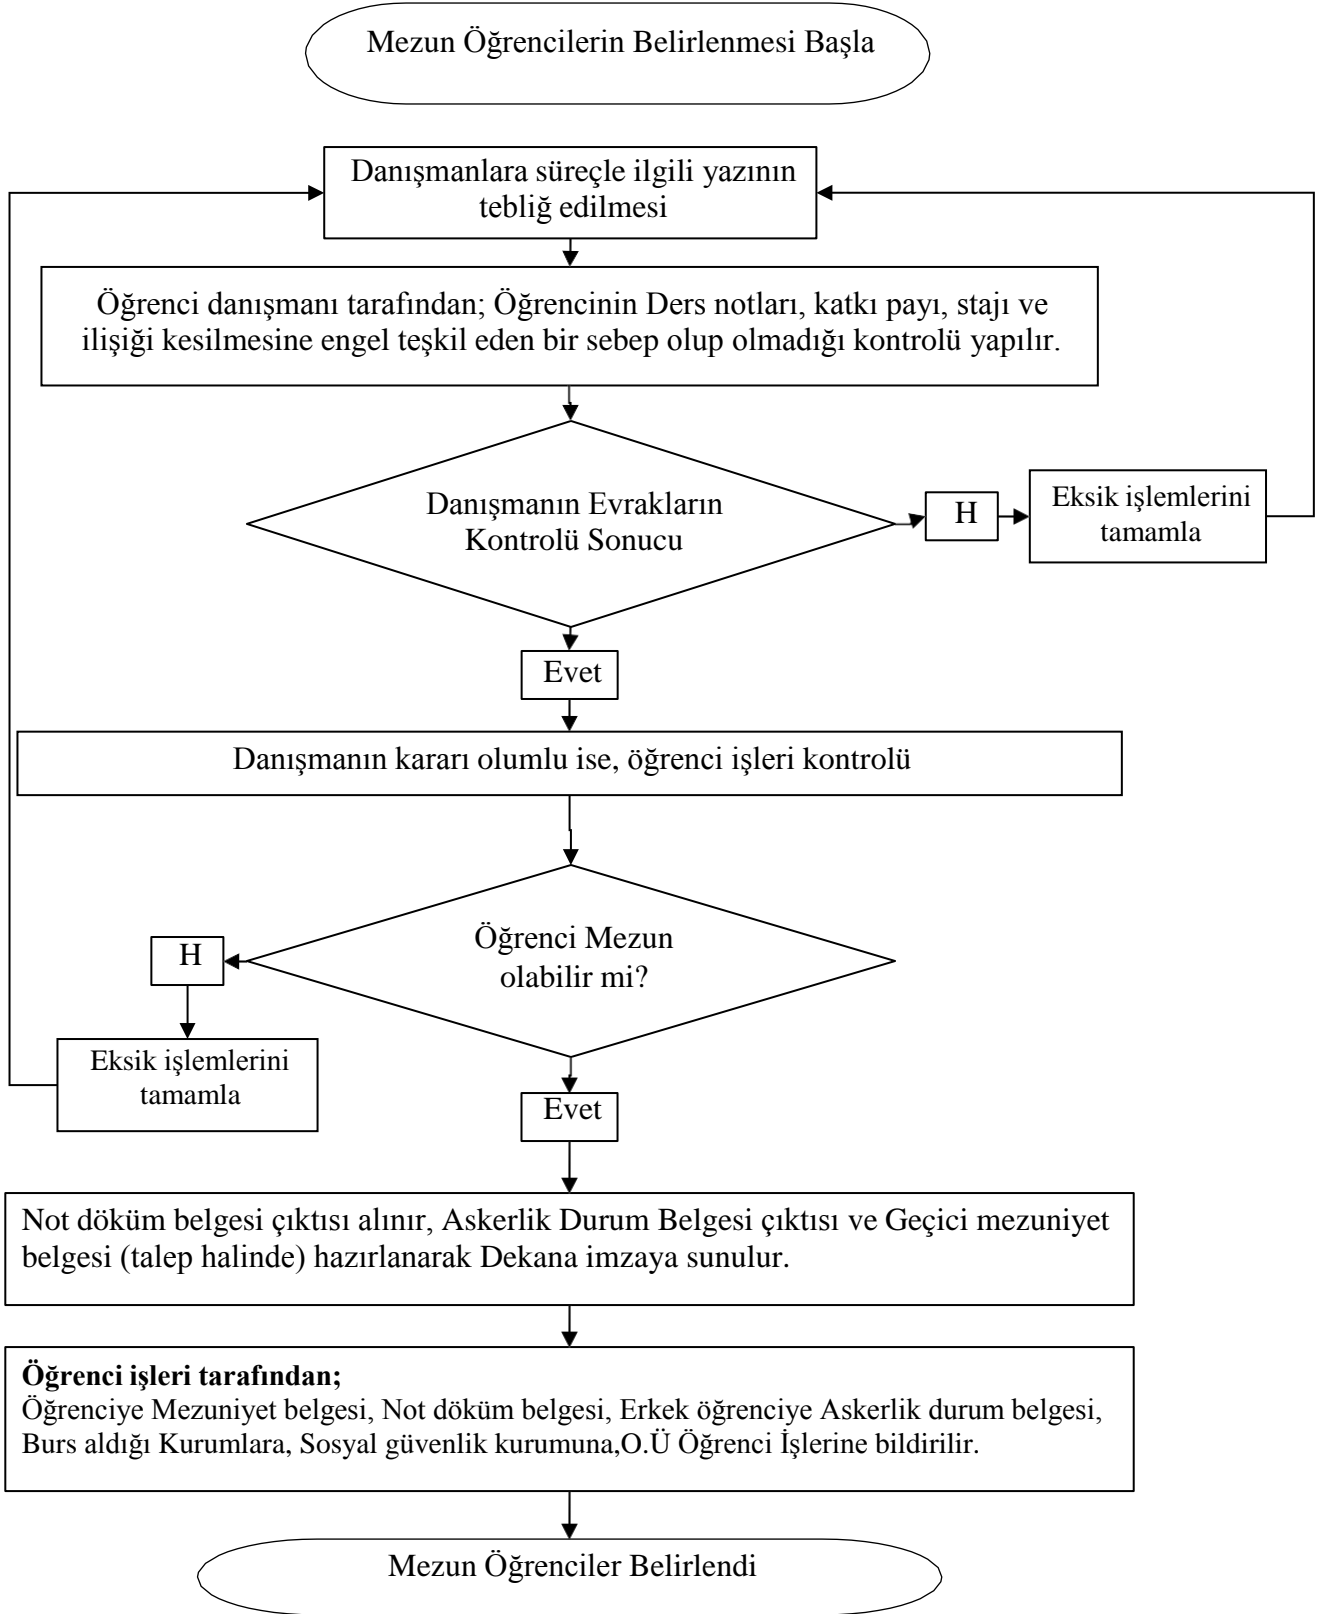 Mezun Öğrencilerin Belirlenmesi Başla
Danışmanlara süreçle ilgili yazının
tebliğ edilmesi
Öğrenci danışmanı tarafından; Öğrencinin Ders notları, katkı payı, stajı ve
ilişiği kesilmesine engel teşkil eden bir sebep olup olmadığı kontrolü yapılır.
Danışmanın Evrakların
Kontrolü Sonucu
H
Eksik işlemlerini
tamamla
Evet
Danışmanın kararı olumlu ise, öğrenci işleri kontrolü
Öğrenci Mezun
olabilir mi?
H
Eksik işlemlerini
tamamla
Evet
Not döküm belgesi çıktısı alınır, Askerlik Durum Belgesi çıktısı ve Geçici mezuniyet
belgesi (talep halinde) hazırlanarak Dekana imzaya sunulur.
Öğrenci işleri tarafından;
Öğrenciye Mezuniyet belgesi, Not döküm belgesi, Erkek öğrenciye Askerlik durum belgesi,
Burs aldığı Kurumlara, Sosyal güvenlik kurumuna,O.Ü Öğrenci İşlerine bildirilir.
Mezun Öğrenciler Belirlendi